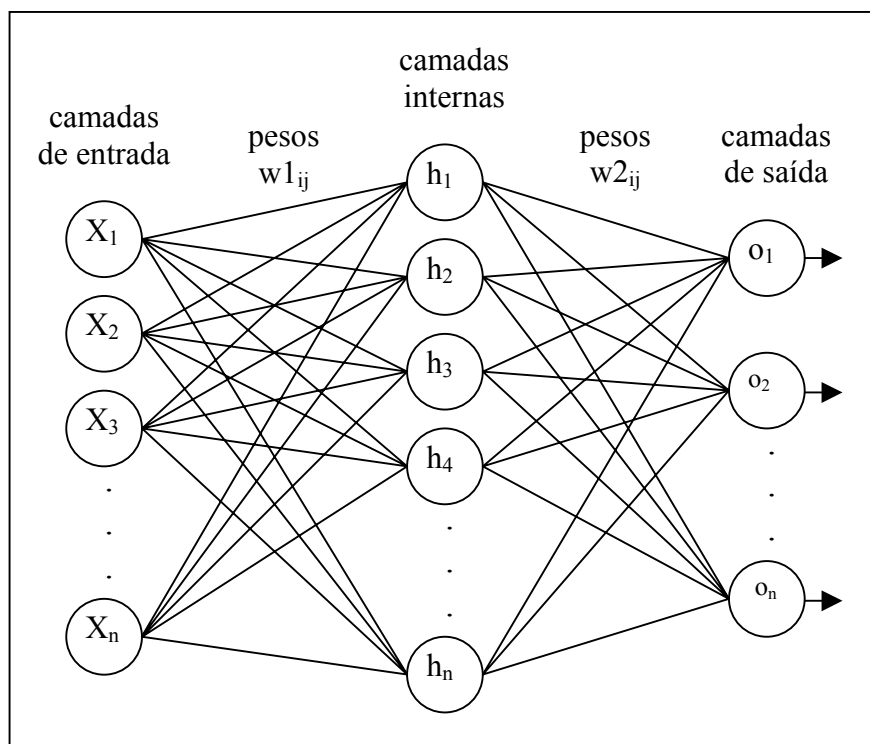 camadas
de entrada
X₁
X₂
X₃
Xₙ
pesos
w1ᵢⱼ
camadas
internas
h₁
h₂
h₃
h₄
hₙ
pesos
w2ᵢⱼ
camadas
de saída
o₁
o₂
oₙ